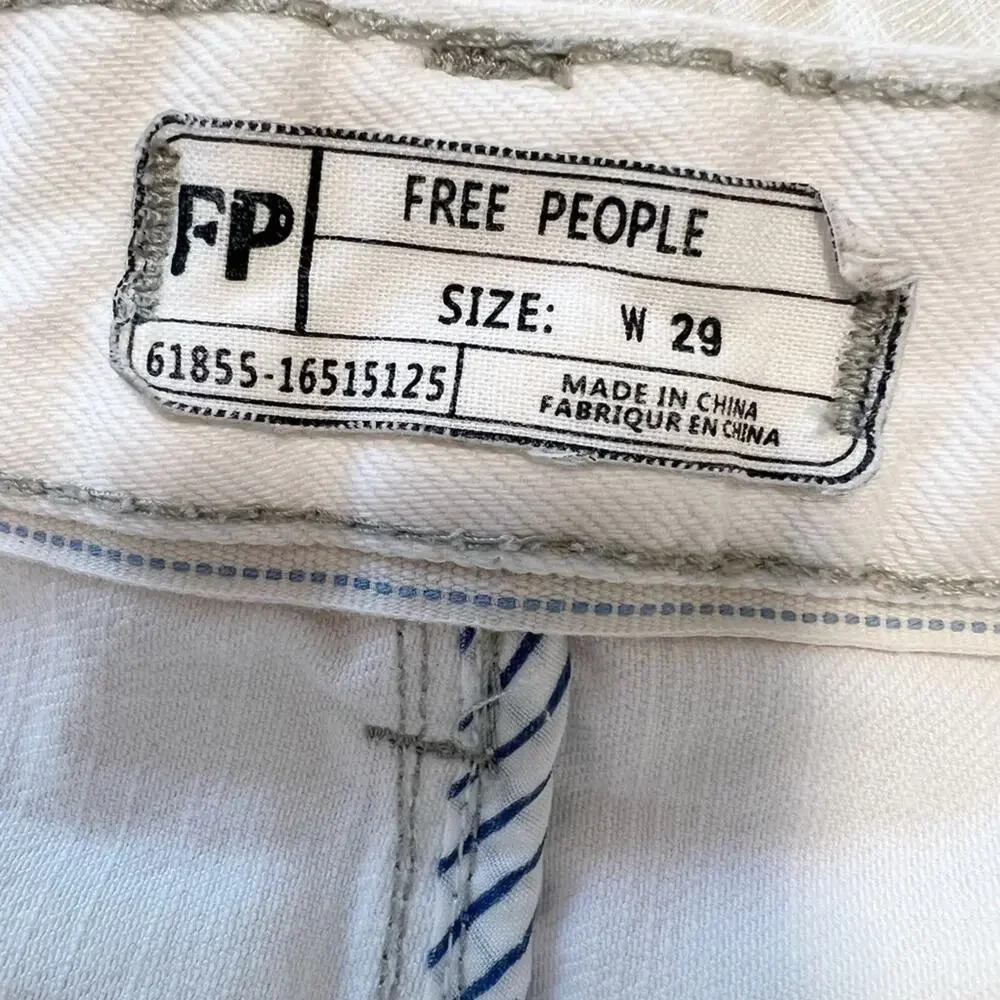 FP
FREE PEOPLE
SIZE: W 29
61855-16515125
MADE IN CHINA
FABRIQUR EN CHINA